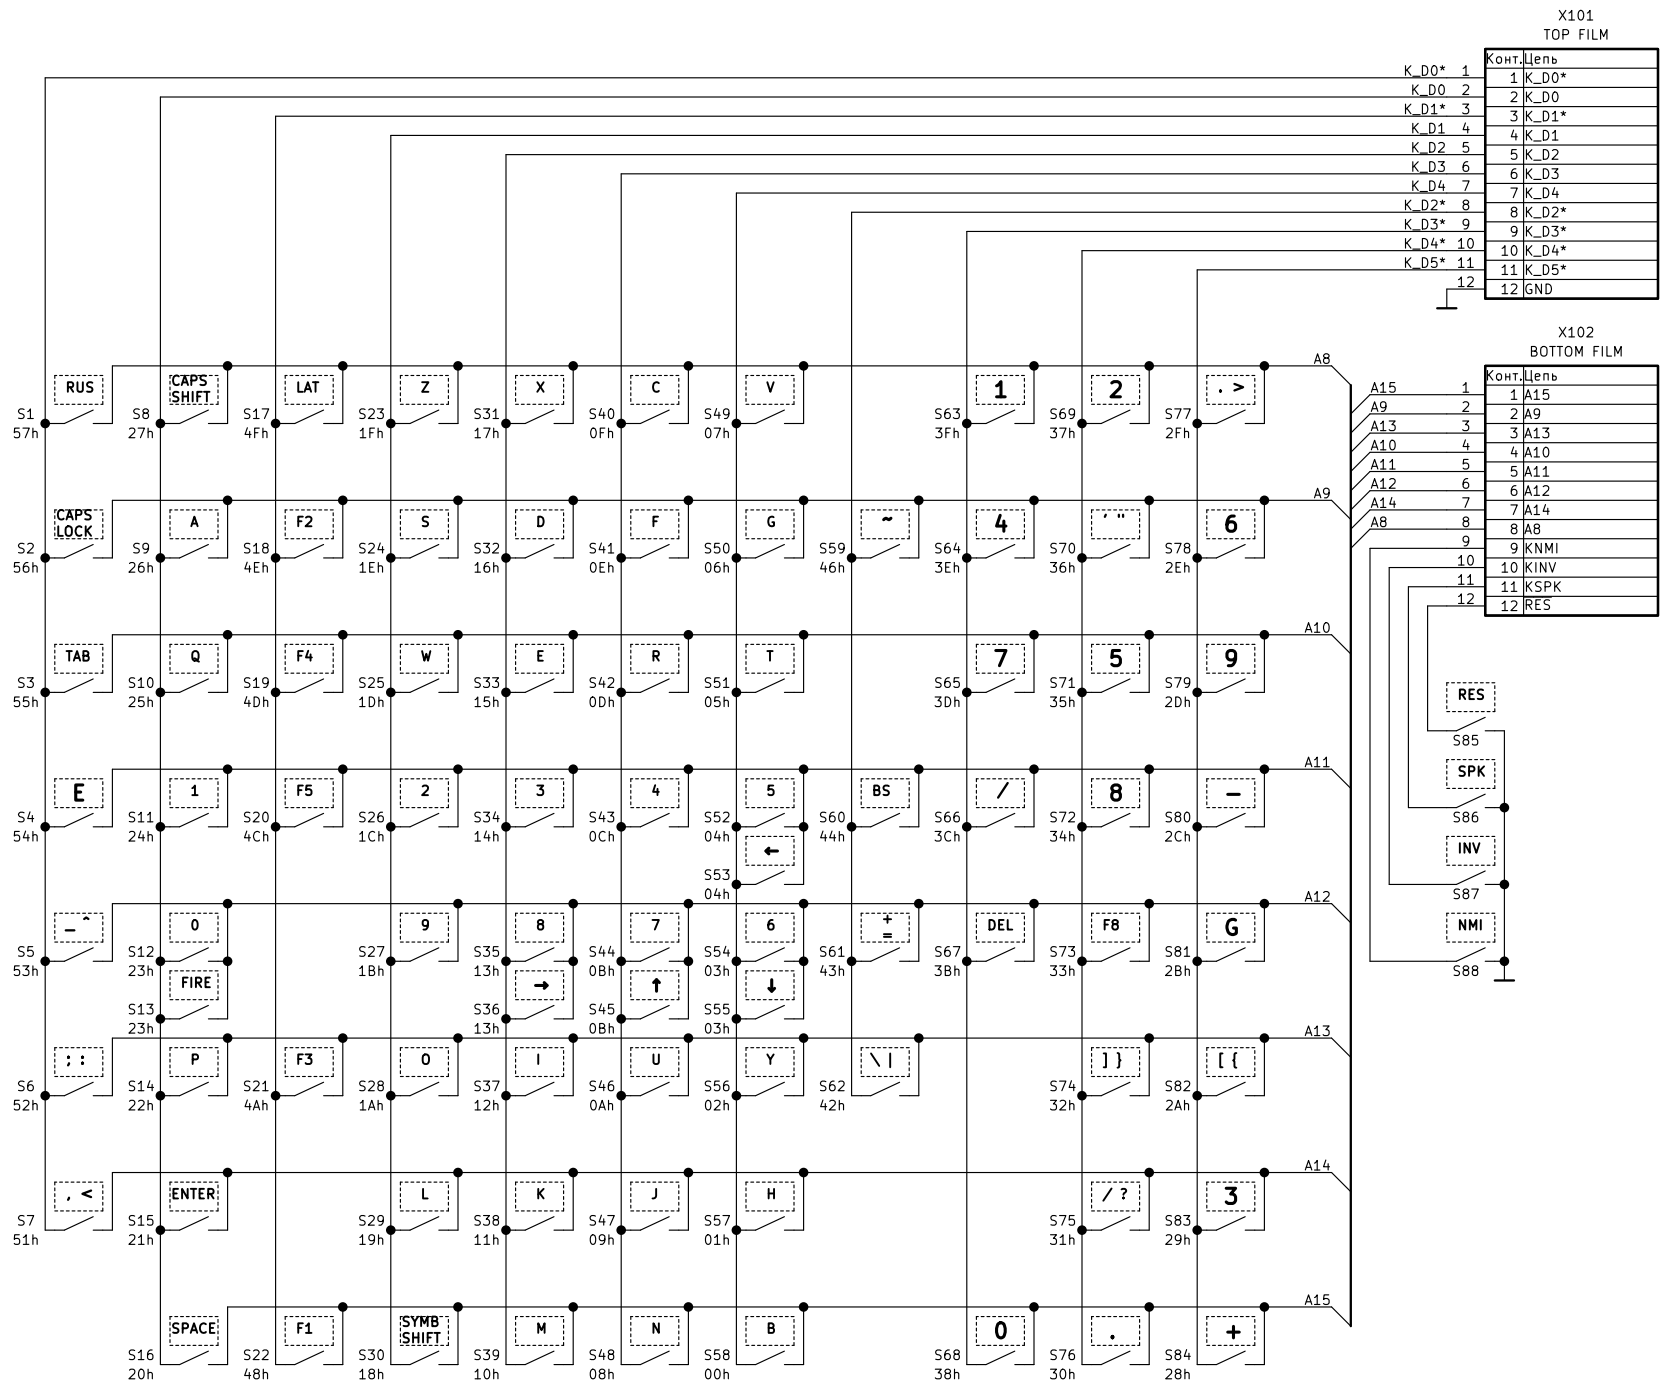 X101
TOP FILM
Конт. Цепь
K_D0* 1 1 K_D0*
K_D0 2 2 K_D0
K_D1* 3 3 K_D1*
K_D1 4 4 K_D1
K_D2 5 5 K_D2
K_D3 6 6 K_D3
K_D4 7 7 K_D4
K_D2* 8 8 K_D2*
K_D3* 9 9 K_D3*
K_D4* 10 10 K_D4*
K_D5* 11 11 K_D5*
12 12 GND
X102
BOTTOM FILM
Конт. Цепь
A15 1 1 A15
A9 2 2 A9
A13 3 3 A13
A10 4 4 A10
A11 5 5 A11
A12 6 6 A12
A14 7 7 A14
A8 8 8 A8
9 9 KNMI
10 10 KINV
11 11 KSPK
12 12 RES
A8
RUS CAPS SHIFT LAT Z X C V 1 2 . >
S1 S8 S17 S23 S31 S40 S49 S63 S69 S77
57h 27h 4Fh 1Fh 17h 0Fh 07h 3Fh 37h 2Fh
A9
CAPS LOCK A F2 S D F G ~ 4 ' " 6
S2 S9 S18 S24 S32 S41 S50 S59 S64 S70 S78
56h 26h 4Eh 1Eh 16h 0Eh 06h 46h 3Eh 36h 2Eh
A10
TAB Q F4 W E R T 7 5 9
S3 S10 S19 S25 S33 S42 S51 S65 S71 S79
55h 25h 4Dh 1Dh 15h 0Dh 05h 3Dh 35h 2Dh
A11
E 1 F5 2 3 4 5 BS / 8 −
S4 S11 S20 S26 S34 S43 S52 S60 S66 S72 S80
54h 24h 4Ch 1Ch 14h 0Ch 04h 44h 3Ch 34h 2Ch
←
S53
04h
A12
_ ^ 0 9 8 7 6 + = DEL F8 G
S5 S12 S27 S35 S44 S54 S61 S67 S73 S81
53h 23h 1Bh 13h 0Bh 03h 43h 3Bh 33h 2Bh
FIRE → ↑ ↓
S13 S36 S45 S55
23h 13h 0Bh 03h
A13
; : P F3 O I U Y \ | ] } [ {
S6 S14 S21 S28 S37 S46 S56 S62 S74 S82
52h 22h 4Ah 1Ah 12h 0Ah 02h 42h 32h 2Ah
A14
, < ENTER L K J H / ? 3
S7 S15 S29 S38 S47 S57 S75 S83
51h 21h 19h 11h 09h 01h 31h 29h
A15
SPACE F1 SYMB SHIFT M N B 0 . +
S16 S22 S30 S39 S48 S58 S68 S76 S84
20h 48h 18h 10h 08h 00h 38h 30h 28h
RES
S85
SPK
S86
INV
S87
NMI
S88